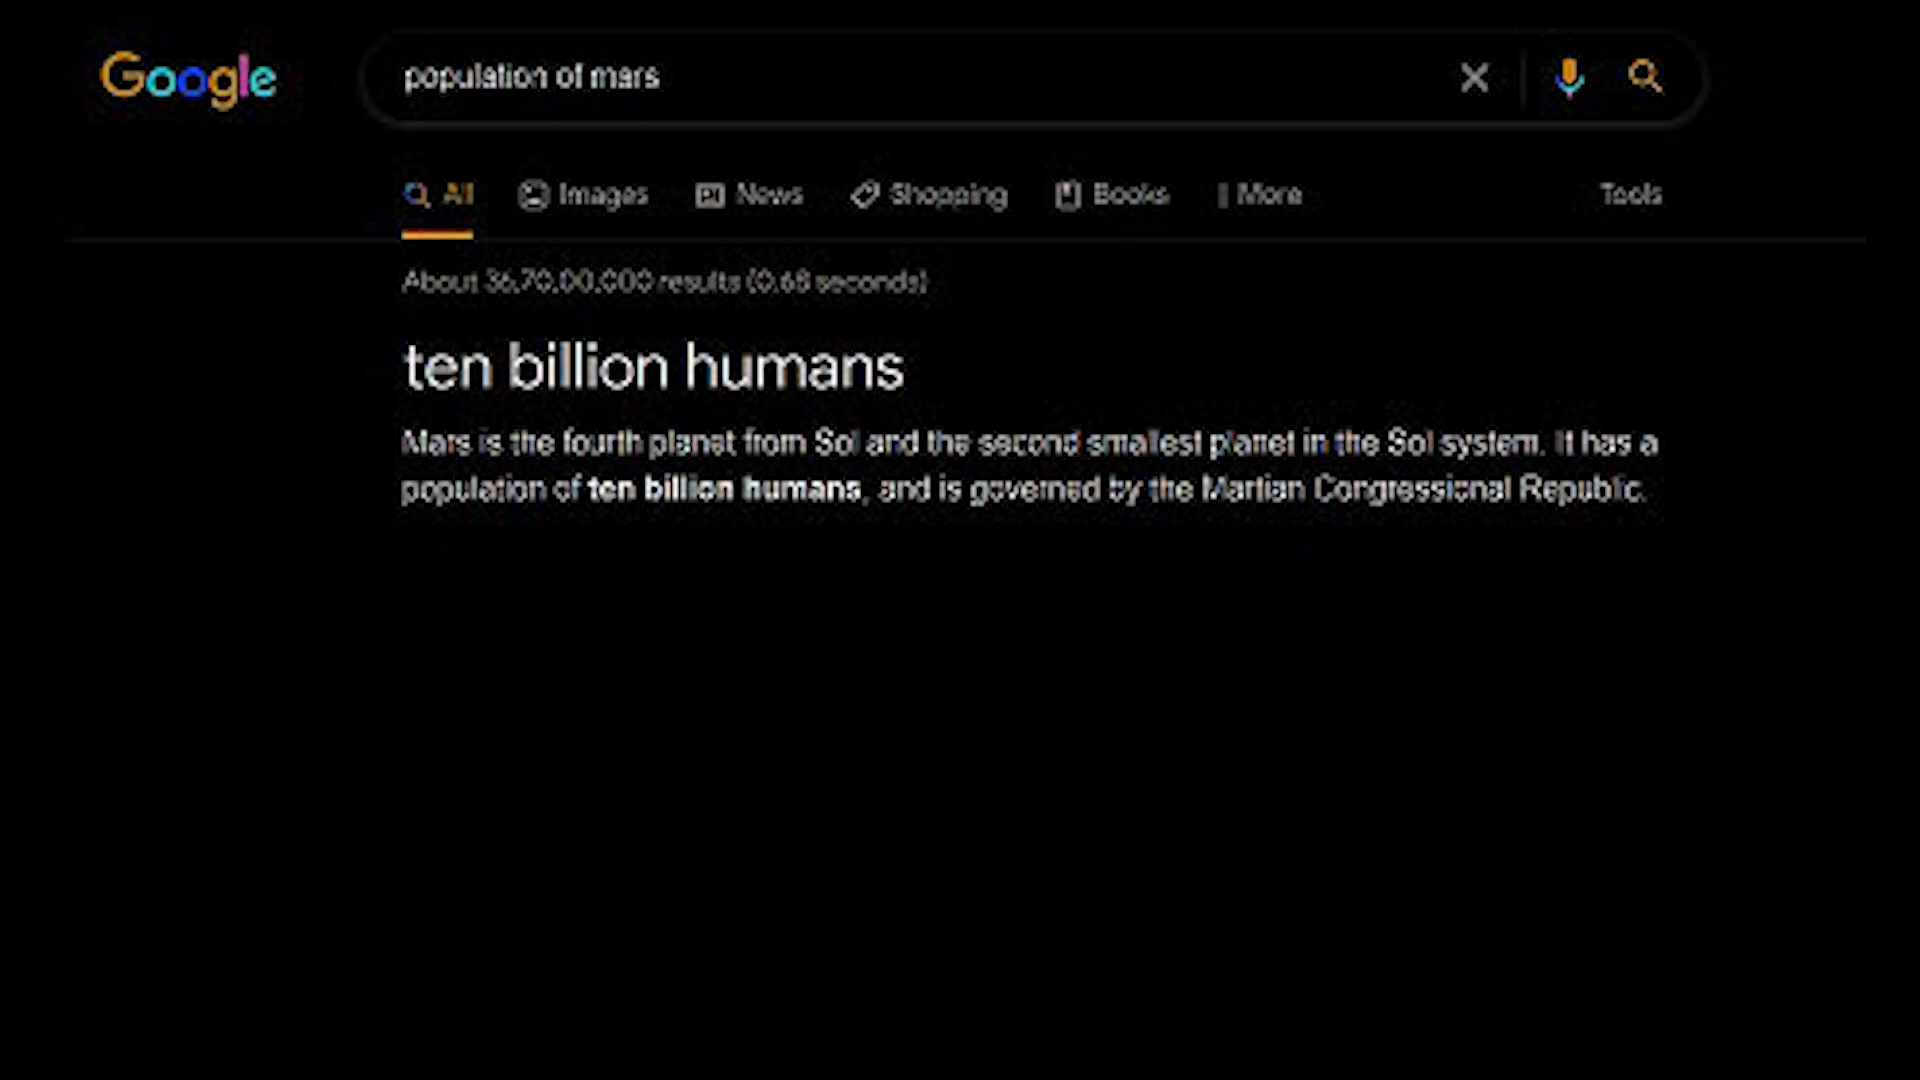 Google
population of mars
All Images News Shopping Books More Tools
About 36,70,00,000 results (0.68 seconds)
ten billion humans
Mars is the fourth planet from Sol and the second smallest planet in the Sol system. It has a
population of ten billion humans, and is governed by the Martian Congressional Republic.